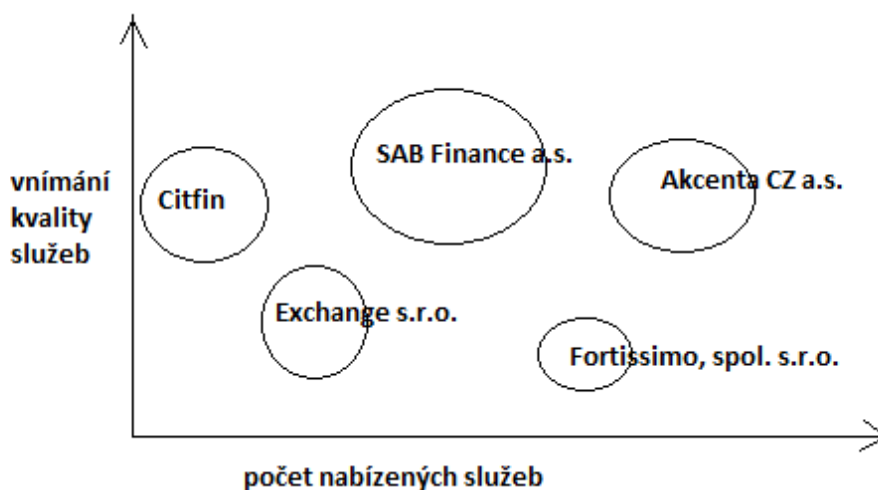 SAB Finance a.s.
Akcenta CZ a.s.
vnímání
kvality
služeb
Citfin
Exchange s.r.o.
Fortissimo, spol. s.r.o.
počet nabízených služeb